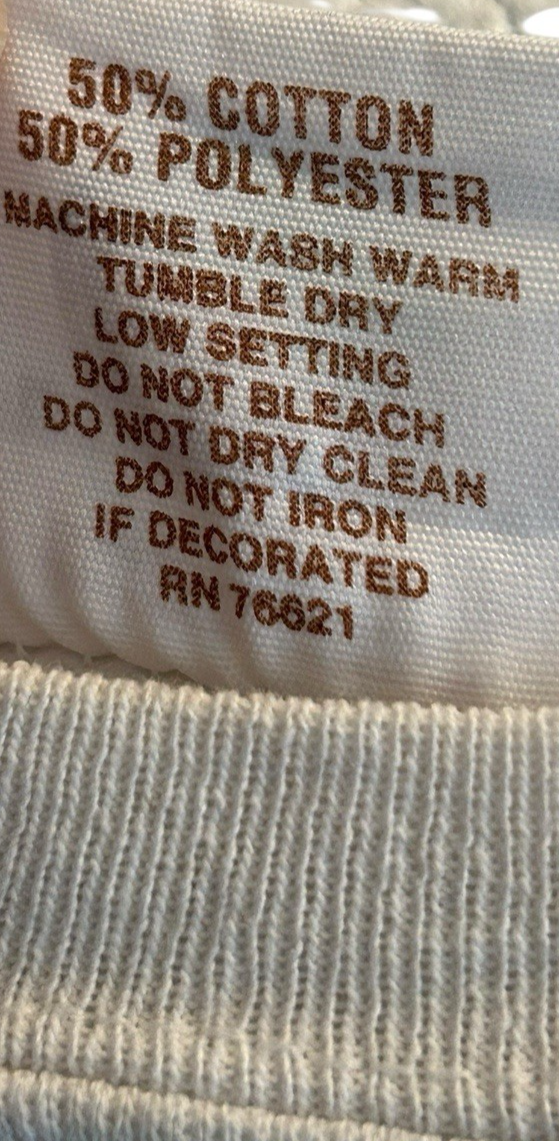 50% COTTON
50% POLYESTER
MACHINE WASH WARM
TUMBLE DRY
LOW SETTING
DO NOT BLEACH
DO NOT DRY CLEAN
DO NOT IRON
IF DECORATED
RN 76621